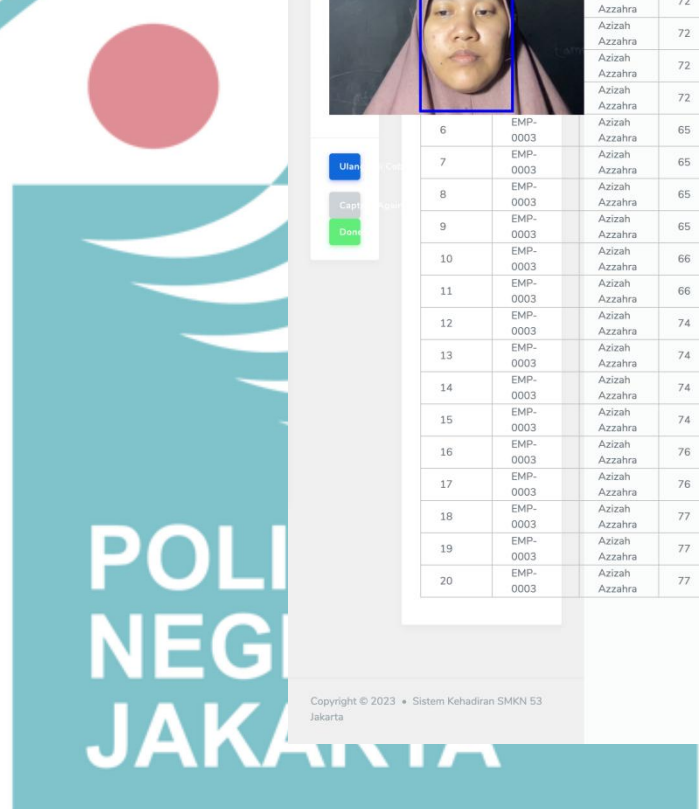 72
Azzahra
Azizah
Azzahra
72
Azizah
Azzahra
72
Azizah
Azzahra
72
6
EMP-
0003
Azizah
Azzahra
65
7
EMP-
0003
Azizah
Azzahra
65
8
EMP-
0003
Azizah
Azzahra
65
9
EMP-
0003
Azizah
Azzahra
65
10
EMP-
0003
Azizah
Azzahra
66
11
EMP-
0003
Azizah
Azzahra
66
12
EMP-
0003
Azizah
Azzahra
74
13
EMP-
0003
Azizah
Azzahra
74
14
EMP-
0003
Azizah
Azzahra
74
15
EMP-
0003
Azizah
Azzahra
74
16
EMP-
0003
Azizah
Azzahra
76
17
EMP-
0003
Azizah
Azzahra
76
18
EMP-
0003
Azizah
Azzahra
77
19
EMP-
0003
Azizah
Azzahra
77
20
EMP-
0003
Azizah
Azzahra
77
Ulan
Capt Again
Done
Copyright © 2023 • Sistem Kehadiran SMKN 53
Jakarta
POLI
NEGE
JAKARTA